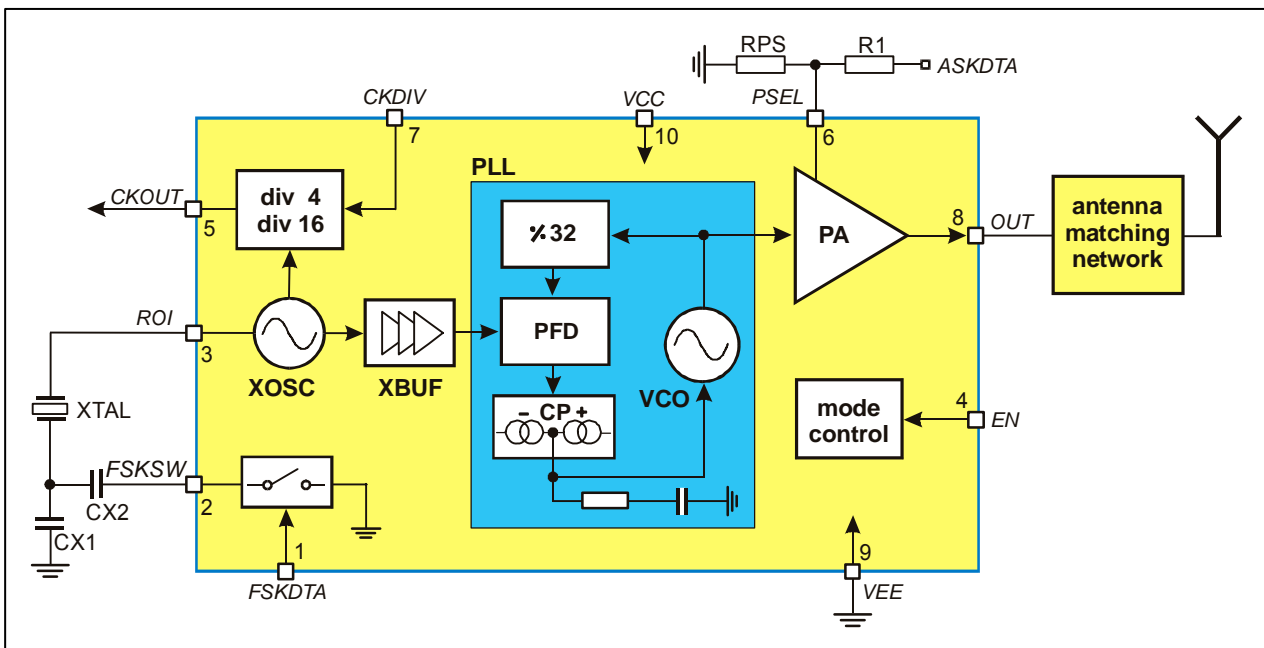 RPS
R1
ASKDTA
CKDIV
VCC
PSEL
7
10
6
PLL
CKOUT
5
div 4
div 16
32
PA
8
OUT
antenna
matching
network
ROI
3
XOSC
XBUF
PFD
VCO
XTAL
- CP +
mode
control
4
EN
FSKSW
2
CX2
CX1
1
FSKDTA
9
VEE